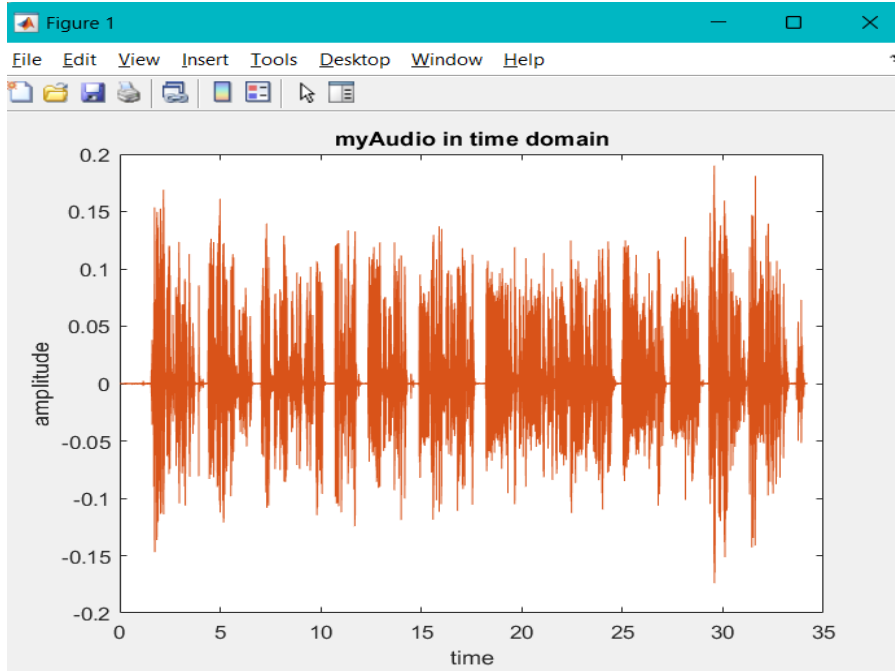 Figure 1
File Edit View Insert Tools Desktop Window Help
myAudio in time domain
0.2
0.15
0.1
0.05
0
-0.05
-0.1
-0.15
-0.2
amplitude
0 5 10 15 20 25 30 35
time